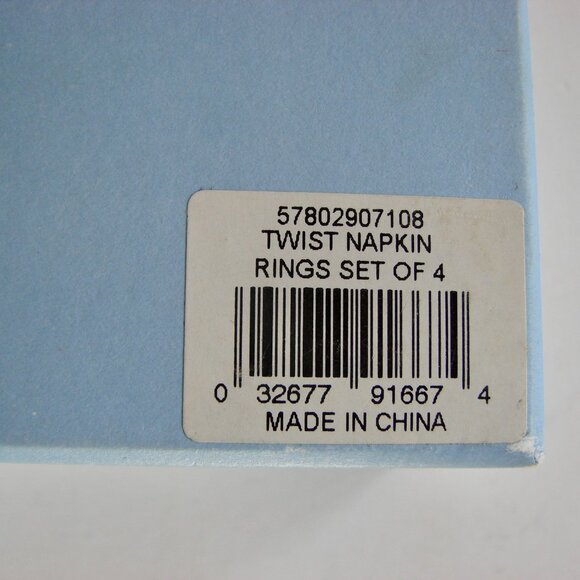 57802907108
TWIST NAPKIN
RINGS SET OF 4
0 32677 91667 4
MADE IN CHINA